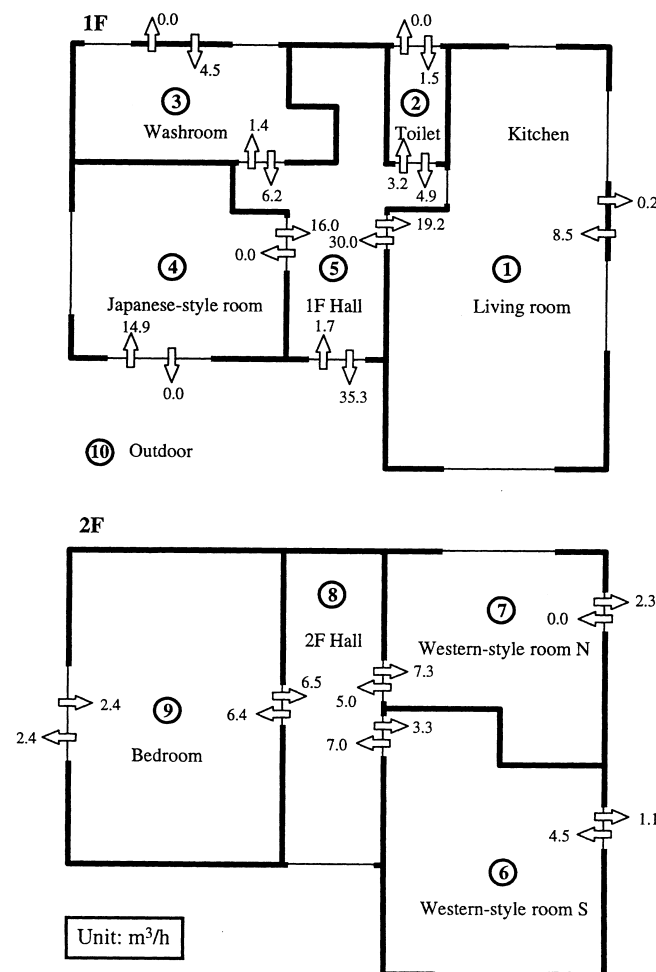 1F
0.0
4.5
0.0
1.5
3
Washroom
2
Toilet
Kitchen
1.4
6.2
3.2
4.9
0.2
8.5
16.0
0.0
19.2
30.0
4
Japanese-style room
5
1F Hall
1
Living room
14.9
0.0
1.7
35.3
10 Outdoor
2F
8
2F Hall
7
Western-style room N
2.3
0.0
7.3
5.0
6.5
6.4
3.3
7.0
2.4
2.4
9
Bedroom
1.1
4.5
6
Western-style room S
Unit: m³/h